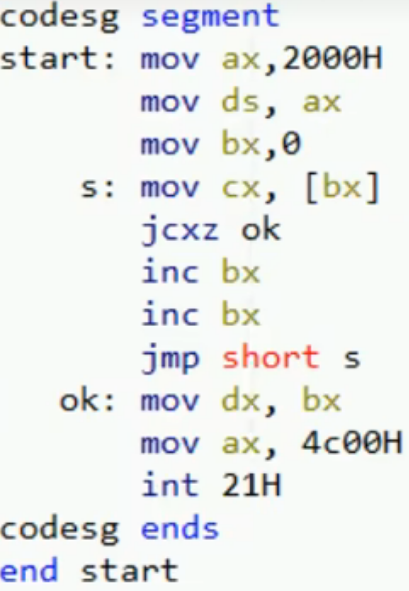 codesg segment
start: mov ax,2000H
mov ds, ax
mov bx,0
s: mov cx, [bx]
jcxz ok
inc bx
inc bx
jmp short s
ok: mov dx, bx
mov ax, 4c00H
int 21H
codesg ends
end start